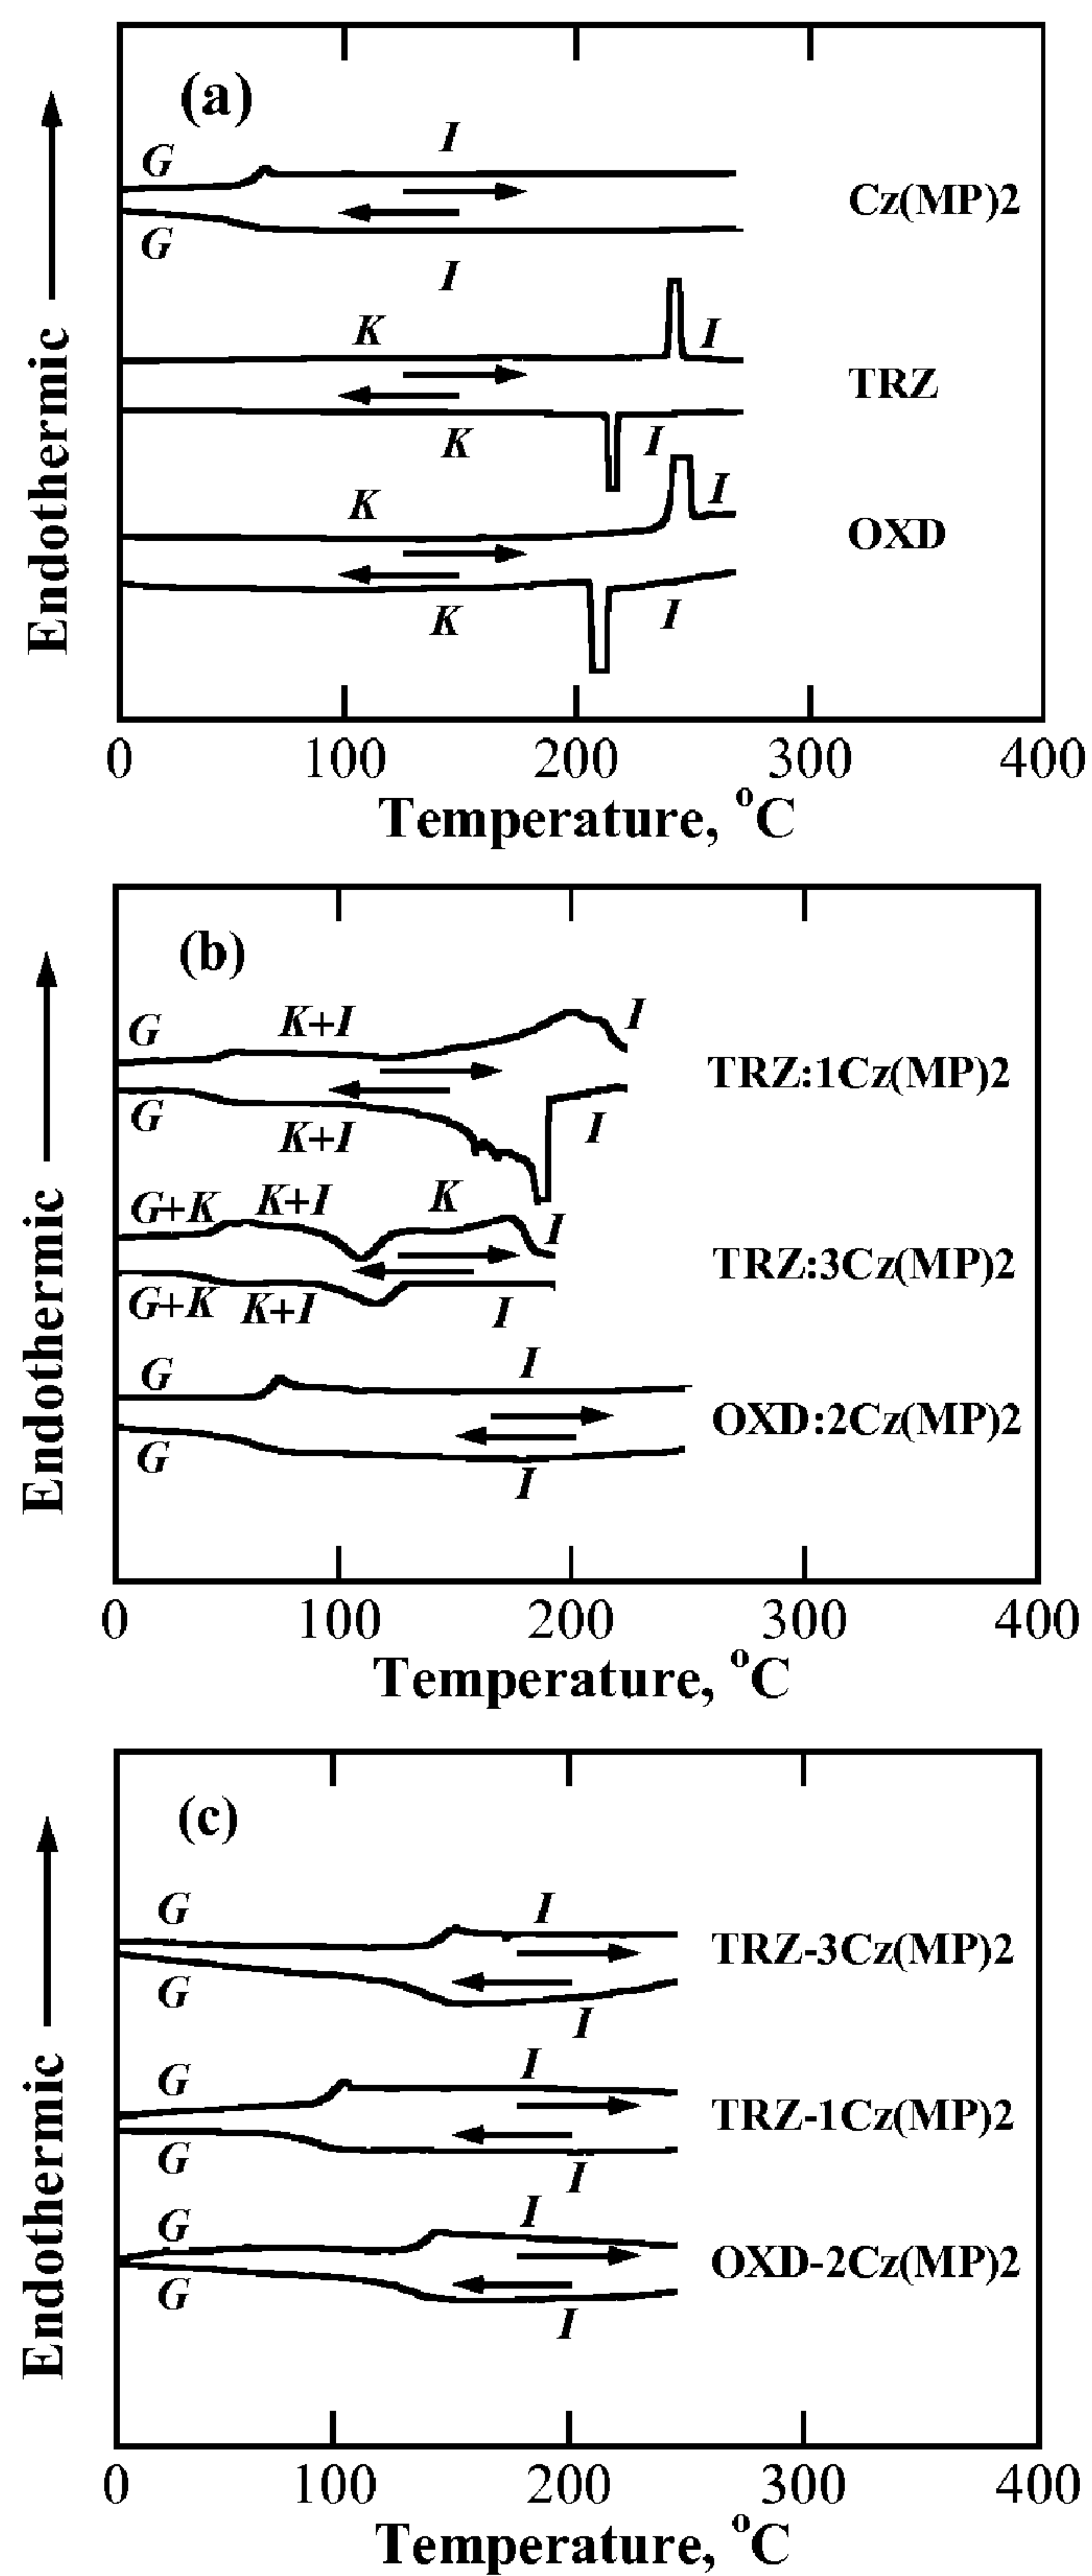 (a)
G
I
Cz(MP)2
G
I
K
I
TRZ
K
I
K
I
OXD
K
I
Endothermic
0 100 200 300 400
Temperature, °C
(b)
G
K+I
I
TRZ:1Cz(MP)2
G
K+I
I
G+K
K+I
K
I
TRZ:3Cz(MP)2
G+K
K+I
I
G
I
OXD:2Cz(MP)2
G
I
Endothermic
0 100 200 300 400
Temperature, °C
(c)
G
I
TRZ-3Cz(MP)2
G
I
G
I
TRZ-1Cz(MP)2
G
I
G
I
OXD-2Cz(MP)2
G
I
Endothermic
0 100 200 300 400
Temperature, °C